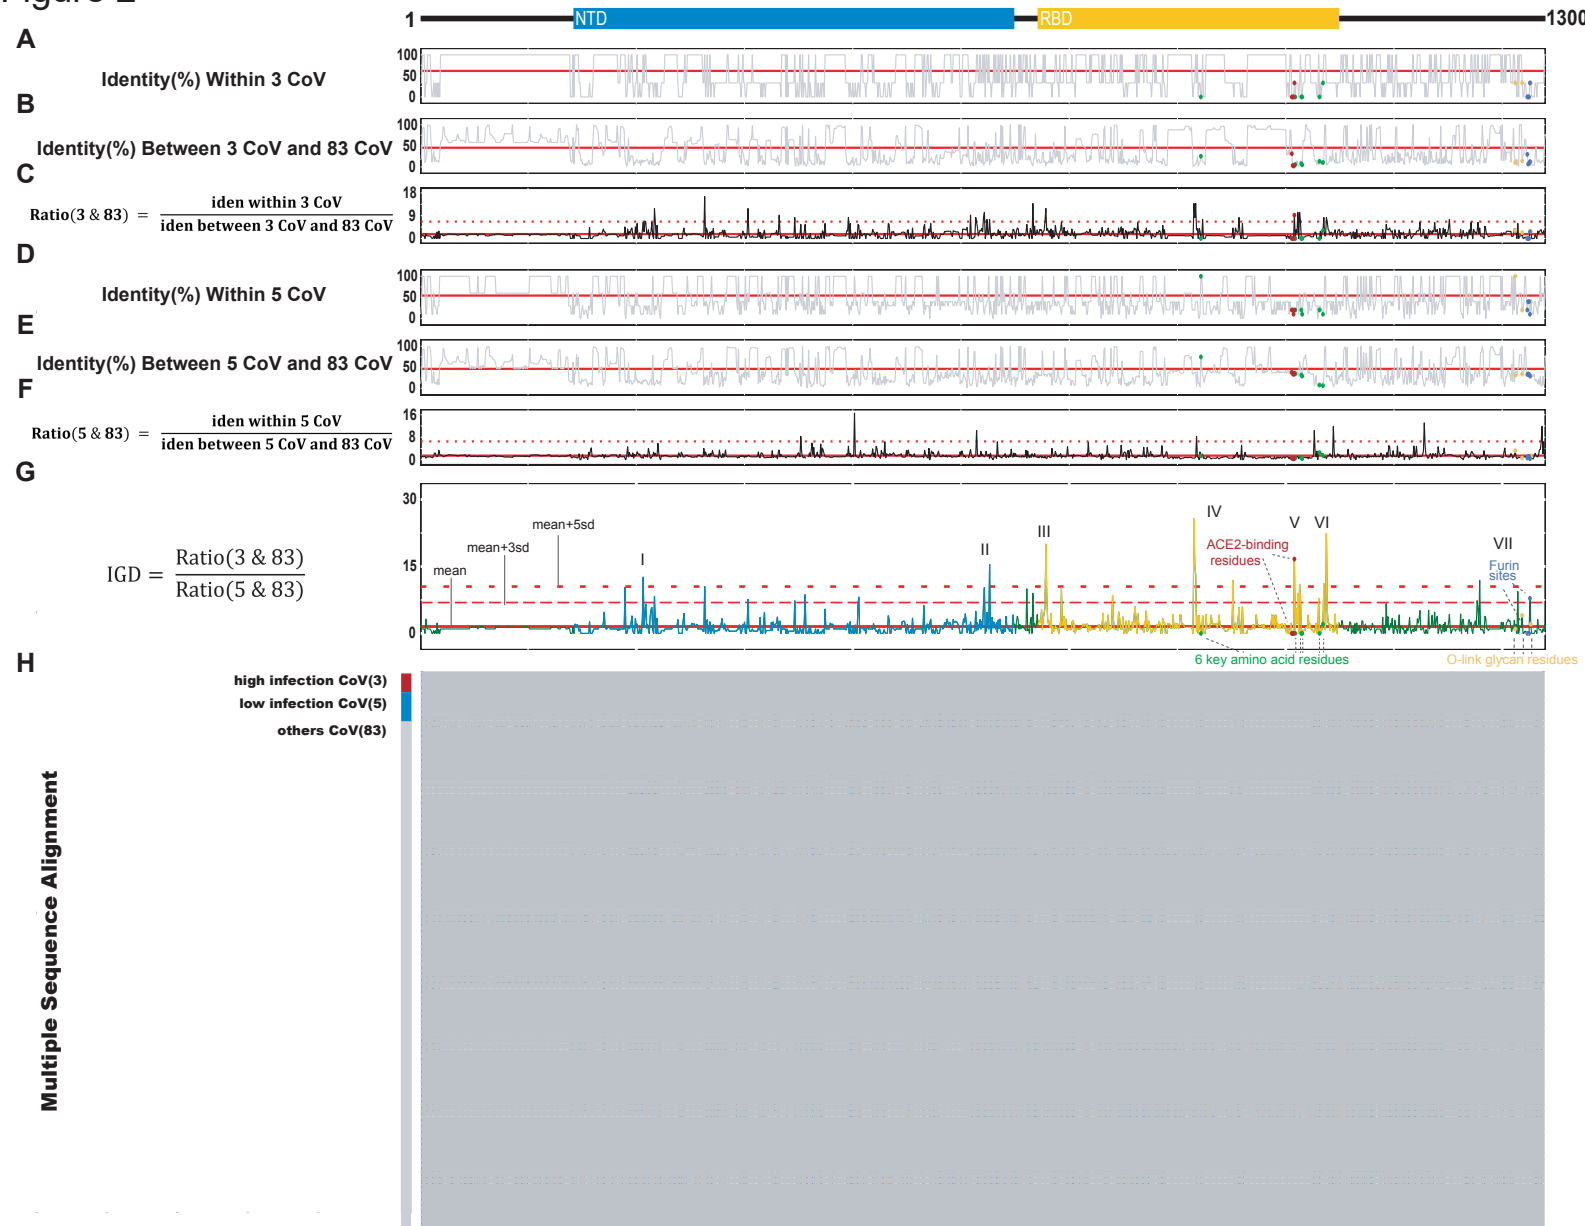 1 NTD RBD 1300
A
100
50
0
Identity(%) Within 3 CoV
B
100
50
0
Identity(%) Between 3 CoV and 83 CoV
C
18
9
0
Ratio(3 & 83) = iden within 3 CoV
iden between 3 CoV and 83 CoV
D
100
50
0
Identity(%) Within 5 CoV
E
100
50
0
Identity(%) Between 5 CoV and 83 CoV
F
16
8
0
Ratio(5 & 83) = iden within 5 CoV
iden between 5 CoV and 83 CoV
G
30
15
0
IGD = Ratio(3 & 83)
Ratio(5 & 83)
mean
mean+3sd
mean+5sd
I
II
III
IV
V
VI
VII
ACE2-binding
residues
Furin
sites
6 key amino acid residues
O-link glycan residues
H
high infection CoV(3)
low infection CoV(5)
others CoV(83)
Multiple Sequence Alignment